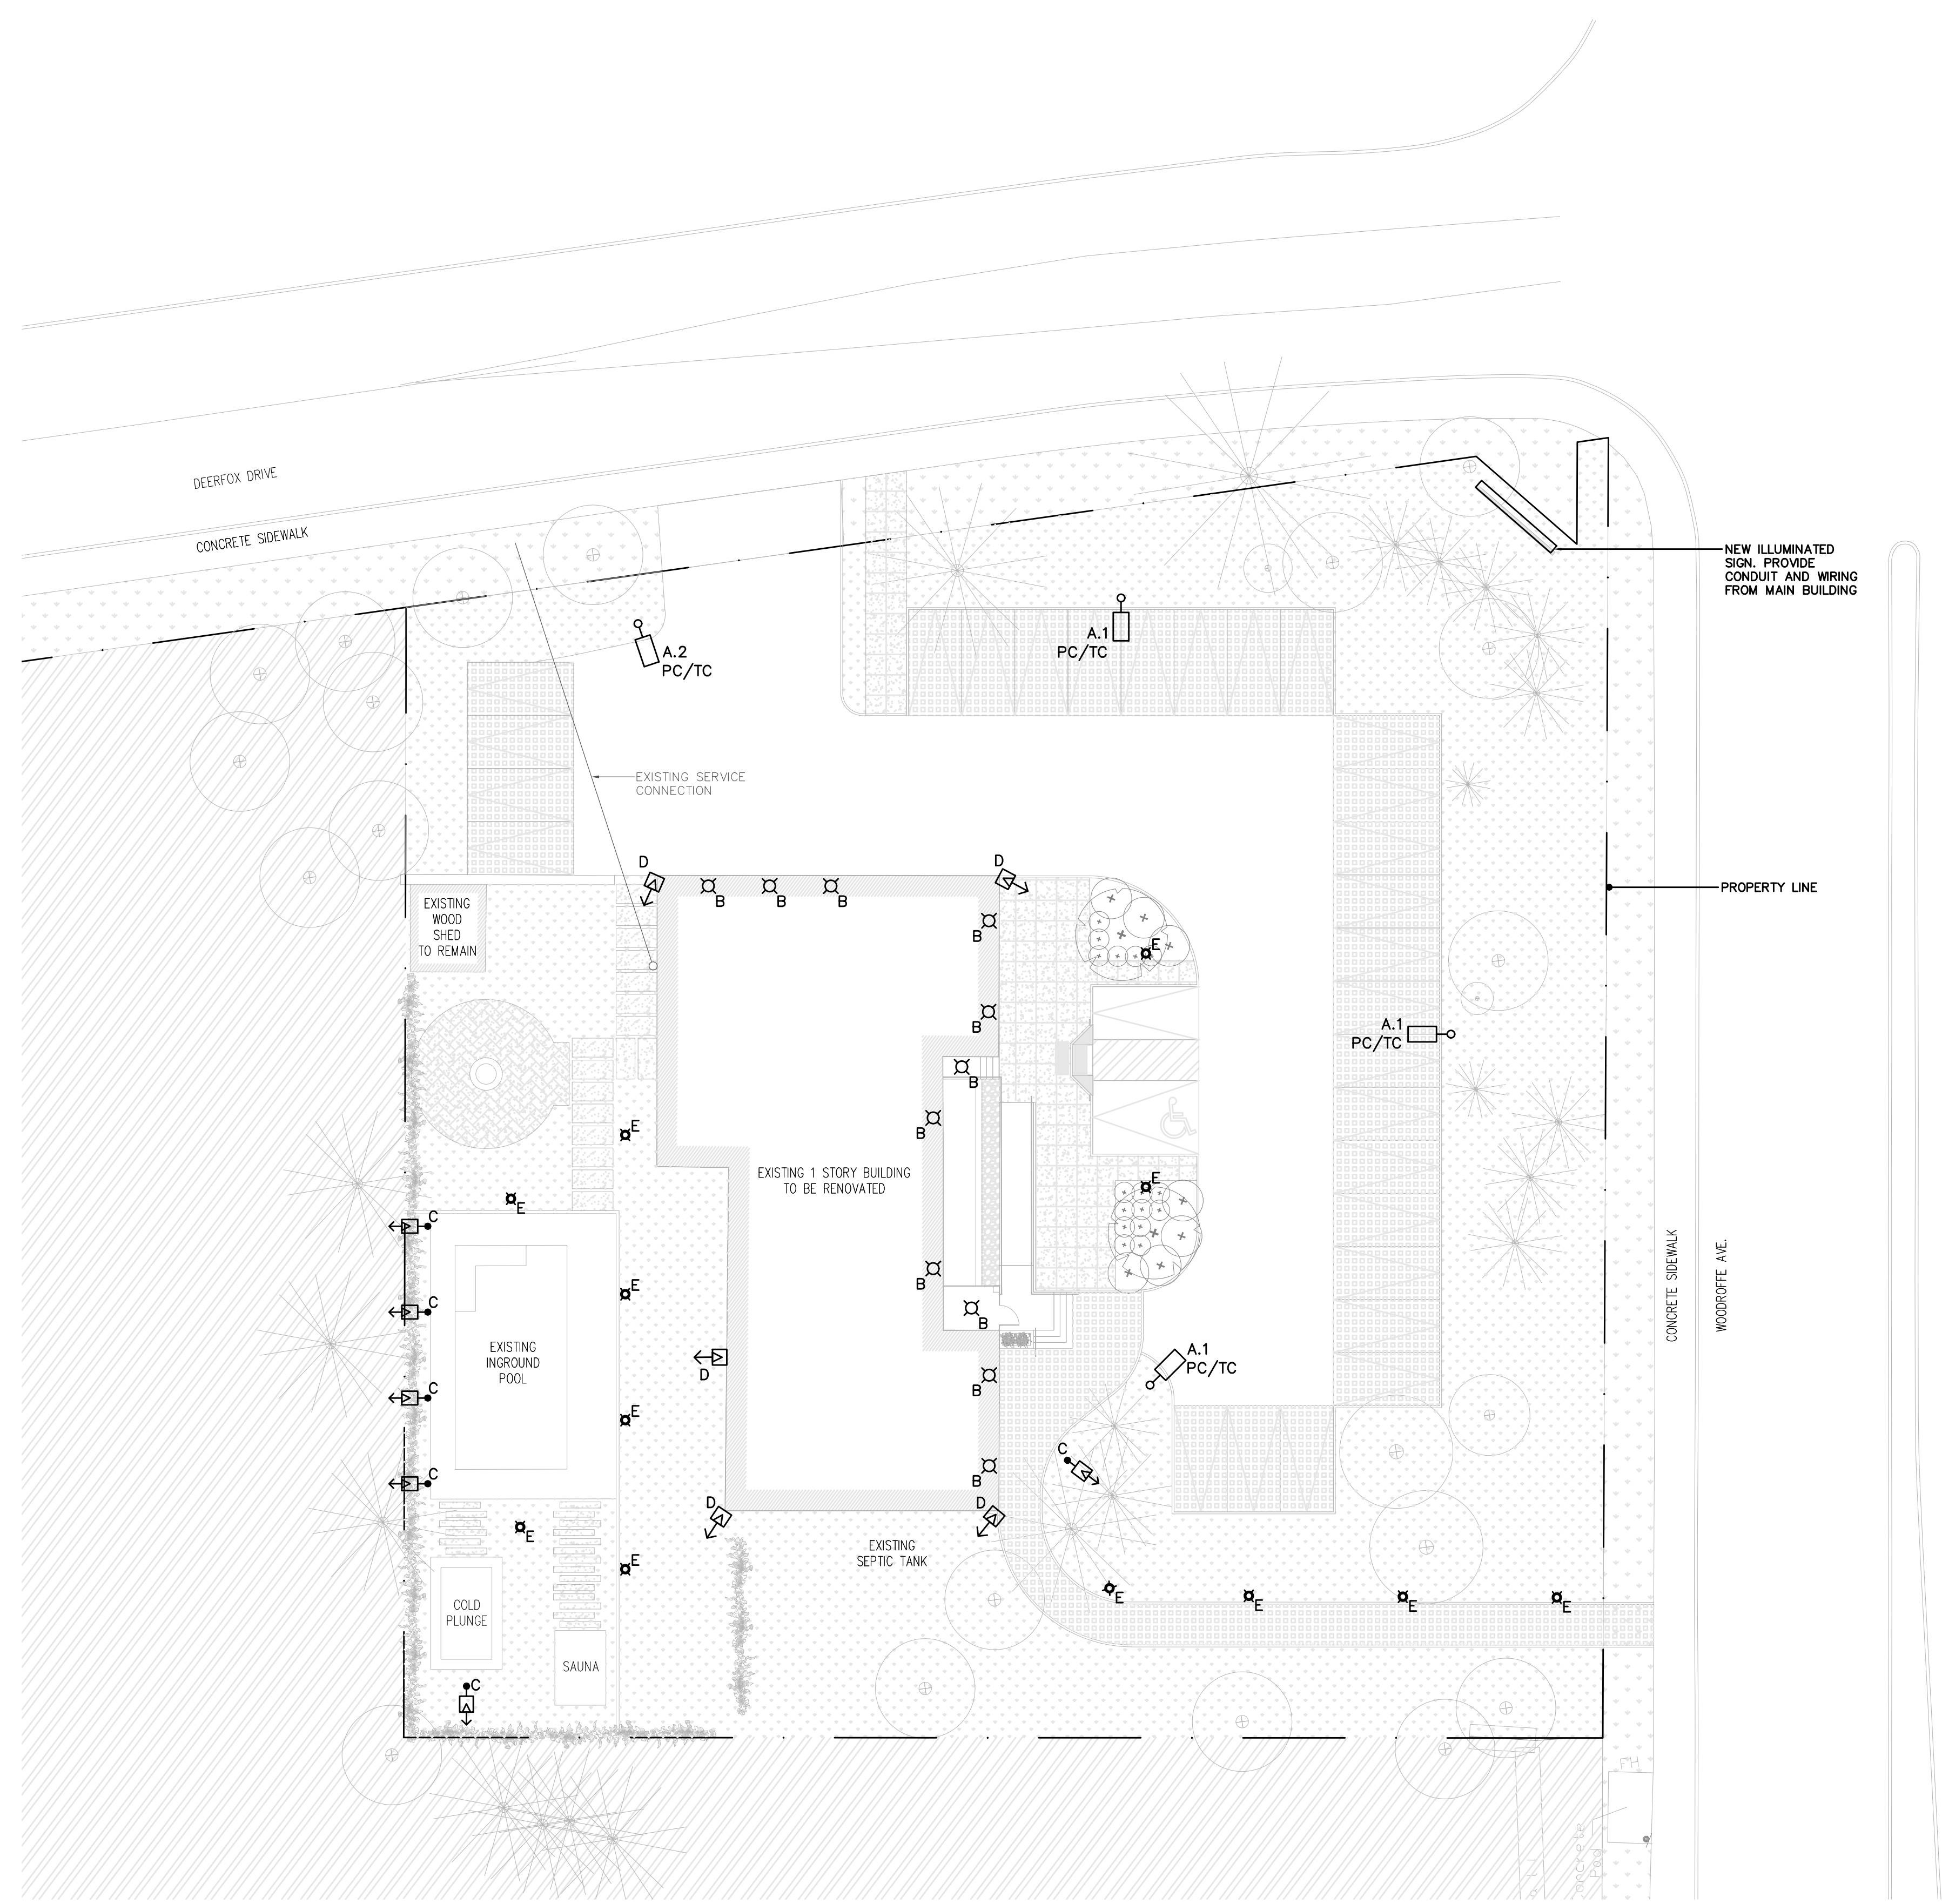 DEERFOX DRIVE
CONCRETE SIDEWALK
NEW ILLUMINATED
SIGN. PROVIDE
CONDUIT AND WIRING
FROM MAIN BUILDING
A.2
PC/TC
A.1
PC/TC
EXISTING SERVICE
CONNECTION
D
D
B
B
B
PROPERTY LINE
EXISTING
WOOD
SHED
TO REMAIN
B
E
B
A.1
PC/TC
B
B
E
EXISTING 1 STORY BUILDING
TO BE RENOVATED
E
E
C
CONCRETE SIDEWALK
WOODROFFE AVE.
B
E
C
B
EXISTING
INGROUND
POOL
D
A.1
PC/TC
B
C
E
C
C
B
D
D
E
EXISTING
SEPTIC TANK
E
E
E
E
E
COLD
PLUNGE
SAUNA
C
FH